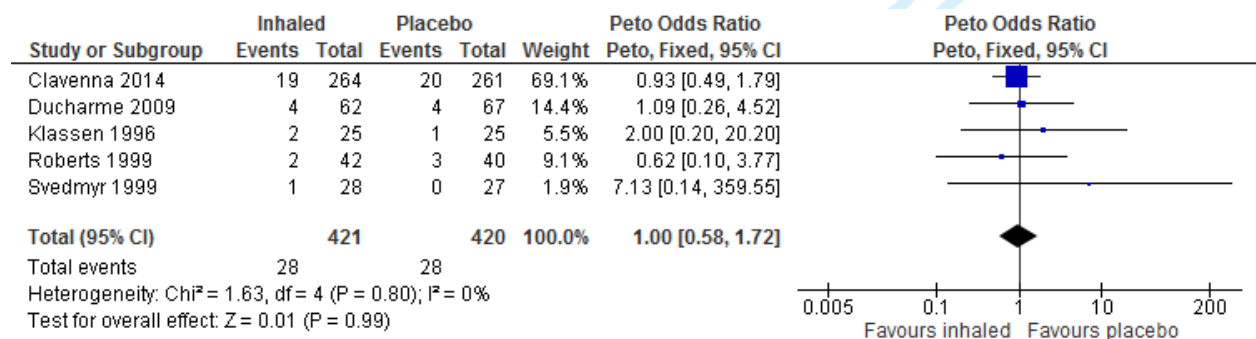 Inhaled Placebo Peto Odds Ratio Peto Odds Ratio
Study or Subgroup Events Total Events Total Weight Peto, Fixed, 95% CI Peto, Fixed, 95% CI
Clavenna 2014 19 264 20 261 69.1% 0.93 [0.49, 1.79]
Ducharme 2009 4 62 4 67 14.4% 1.09 [0.26, 4.52]
Klassen 1996 2 25 1 25 5.5% 2.00 [0.20, 20.20]
Roberts 1999 2 42 3 40 9.1% 0.62 [0.10, 3.77]
Svedmyr 1999 1 28 0 27 1.9% 7.13 [0.14, 359.55]
Total (95% CI) 421 420 100.0% 1.00 [0.58, 1.72]
Total events 28 28
Heterogeneity: Chi² = 1.63, df = 4 (P = 0.80); I² = 0%
Test for overall effect: Z = 0.01 (P = 0.99)
0.005 0.1 1 10 200
Favours inhaled Favours placebo